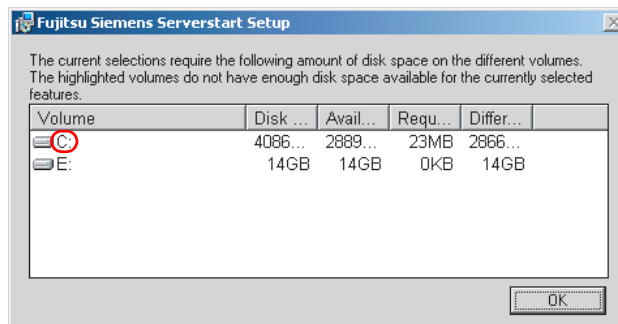 Fujitsu Siemens Serverstart Setup
The current selections require the following amount of disk space on the different volumes.
The highlighted volumes do not have enough disk space available for the currently selected
features.
Volume Disk ... Avail... Requ... Differ...
C: 4086... 2889... 23MB 2866...
E: 14GB 14GB 0KB 14GB
OK